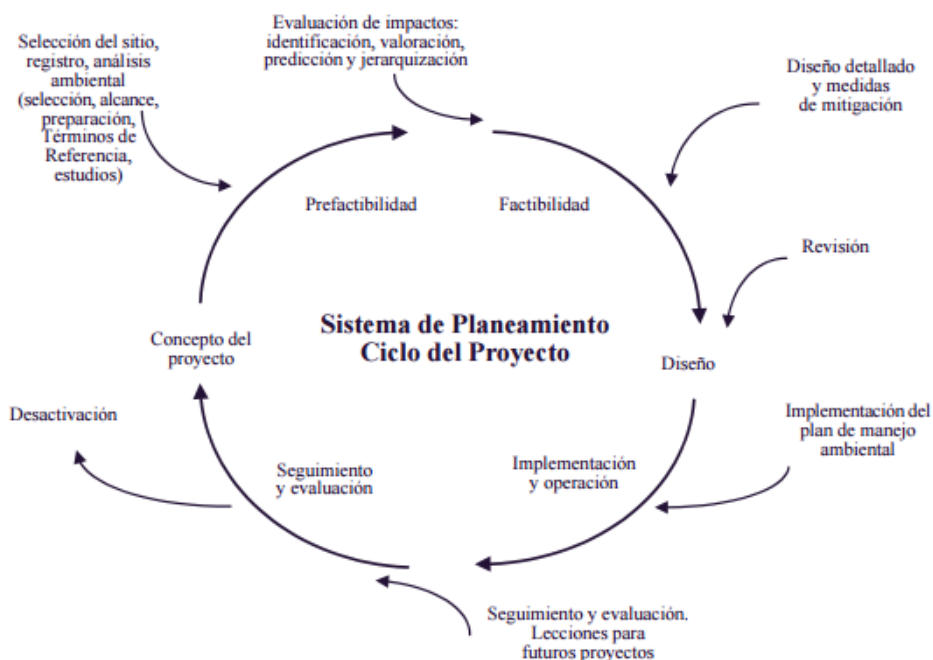 Selección del sitio,
registro, análisis
ambiental
(selección, alcance,
preparación,
Términos de
Referencia,
estudios)
Evaluación de impactos:
identificación, valoración,
predicción y jerarquización
Diseño detallado
y medidas
de mitigación
Prefactibilidad
Factibilidad
Revisión
Sistema de Planeamiento
Ciclo del Proyecto
Concepto del
proyecto
Diseño
Desactivación
Implementación del
plan de manejo
ambiental
Seguimiento
y evaluación
Implementación
y operación
Seguimiento y evaluación.
Lecciones para
futuros proyectos